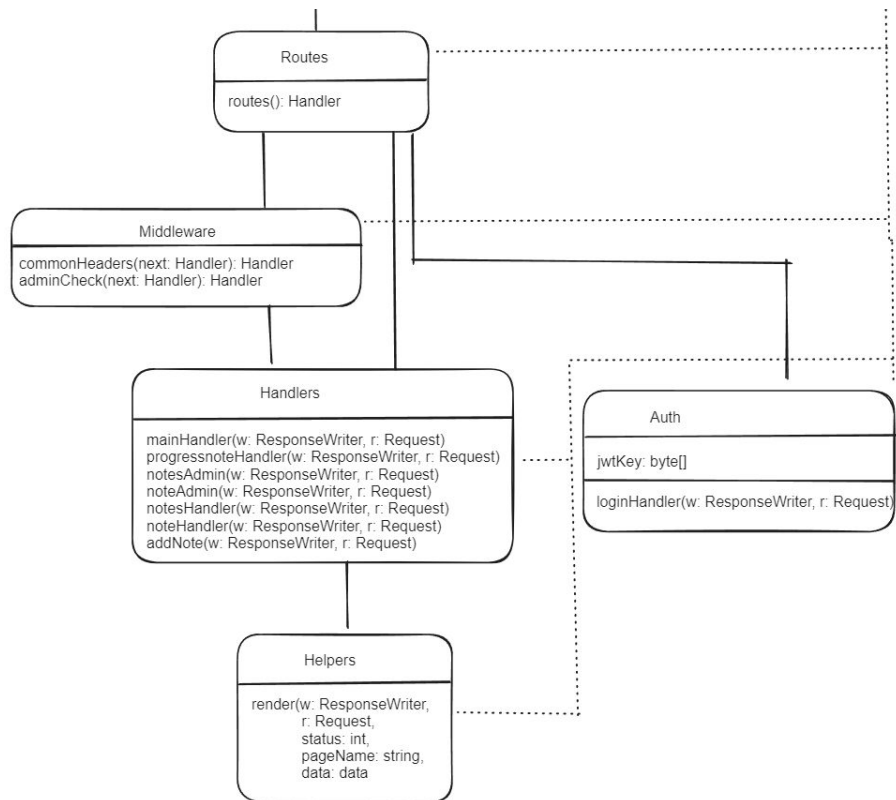 Routes
routes(): Handler
Middleware
commonHeaders(next: Handler): Handler
adminCheck(next: Handler): Handler
Handlers
mainHandler(w: ResponseWriter, r: Request)
progressnoteHandler(w: ResponseWriter, r: Request)
notesAdmin(w: ResponseWriter, r: Request)
noteAdmin(w: ResponseWriter, r: Request)
notesHandler(w: ResponseWriter, r: Request)
noteHandler(w: ResponseWriter, r: Request)
addNote(w: ResponseWriter, r: Request)
Auth
jwtKey: byte[]
loginHandler(w: ResponseWriter, r: Request)
Helpers
render(w: ResponseWriter,
r: Request,
status: int,
pageName: string,
data: data